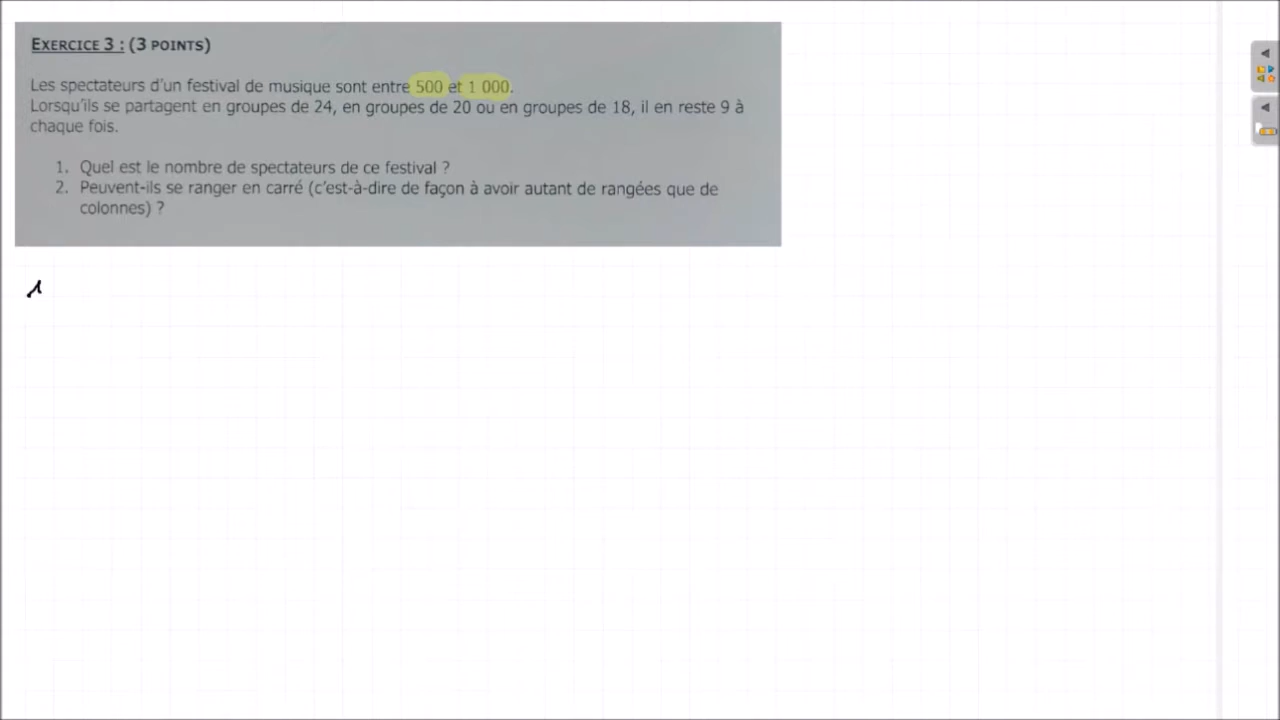 EXERCICE 3 : (3 POINTS)
Les spectateurs d'un festival de musique sont entre 500 et 1 000.
Lorsqu'ils se partagent en groupes de 24, en groupes de 20 ou en groupes de 18, il en reste 9 à
chaque fois.
1. Quel est le nombre de spectateurs de ce festival ?
2. Peuvent-ils se ranger en carré (c'est-à-dire de façon à avoir autant de rangées que de
colonnes) ?